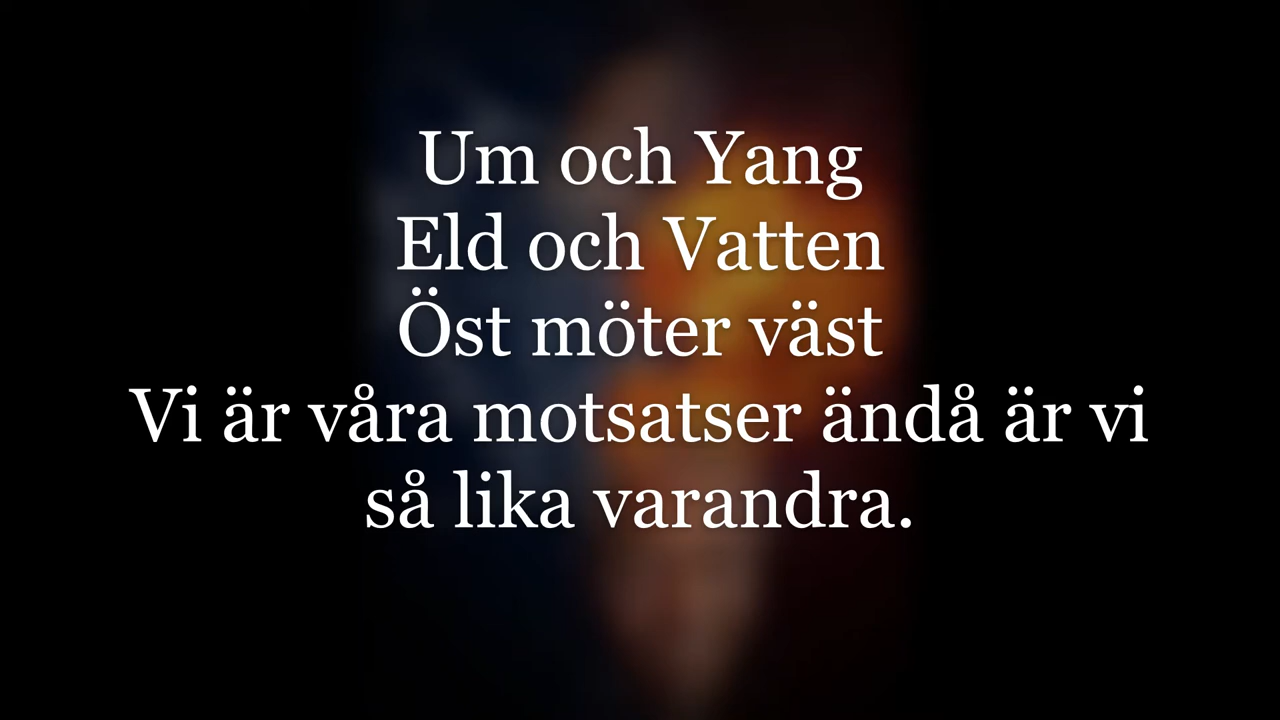 Um och Yang
Eld och Vatten
Öst möter väst
Vi är våra motsatser ändå är vi
så lika varandra.